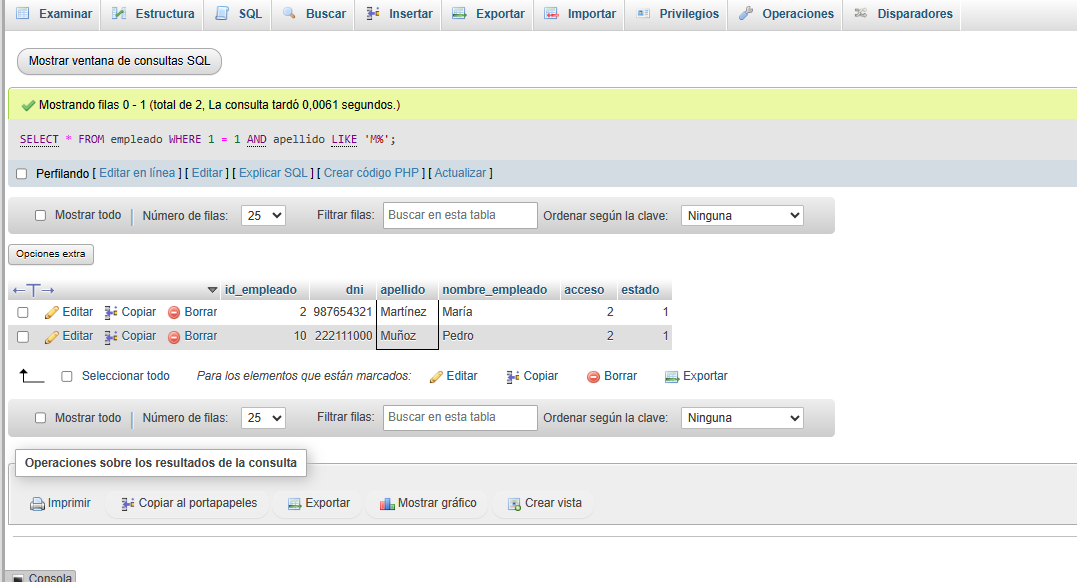 Examinar Estructura SQL Buscar Insertar Exportar Importar Privilegios Operaciones Disparadores
Mostrar ventana de consultas SQL
Mostrando filas 0 - 1 (total de 2, La consulta tardó 0,0061 segundos.)
SELECT * FROM empleado WHERE 1 = 1 AND apellido LIKE 'M%';
Perfilando [ Editar en línea ] [ Editar ] [ Explicar SQL ] [ Crear código PHP ] [ Actualizar ]
Mostrar todo | Número de filas: 25 Filtrar filas: Buscar en esta tabla Ordenar según la clave: Ninguna
Opciones extra
←T→ id_empleado dni apellido nombre_empleado acceso estado
Editar Copiar Borrar 2 987654321 Martínez María 2 1
Editar Copiar Borrar 10 222111000 Muñoz Pedro 2 1
Seleccionar todo Para los elementos que están marcados: Editar Copiar Borrar Exportar
Mostrar todo | Número de filas: 25 Filtrar filas: Buscar en esta tabla Ordenar según la clave: Ninguna
Operaciones sobre los resultados de la consulta
Imprimir Copiar al portapapeles Exportar Mostrar gráfico Crear vista
Consola